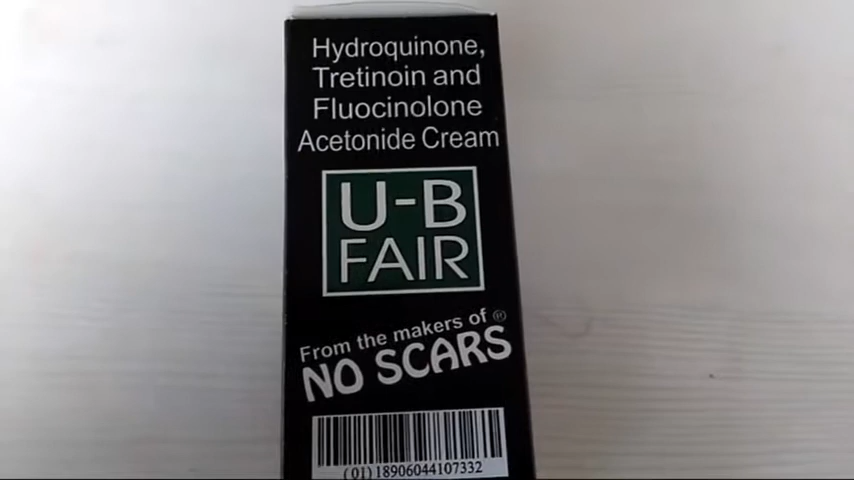 Hydroquinone,
Tretinoin and
Fluocinolone
Acetonide Cream
U-B
FAIR
From the makers of ®
NO SCARS
(01) 18906044107332